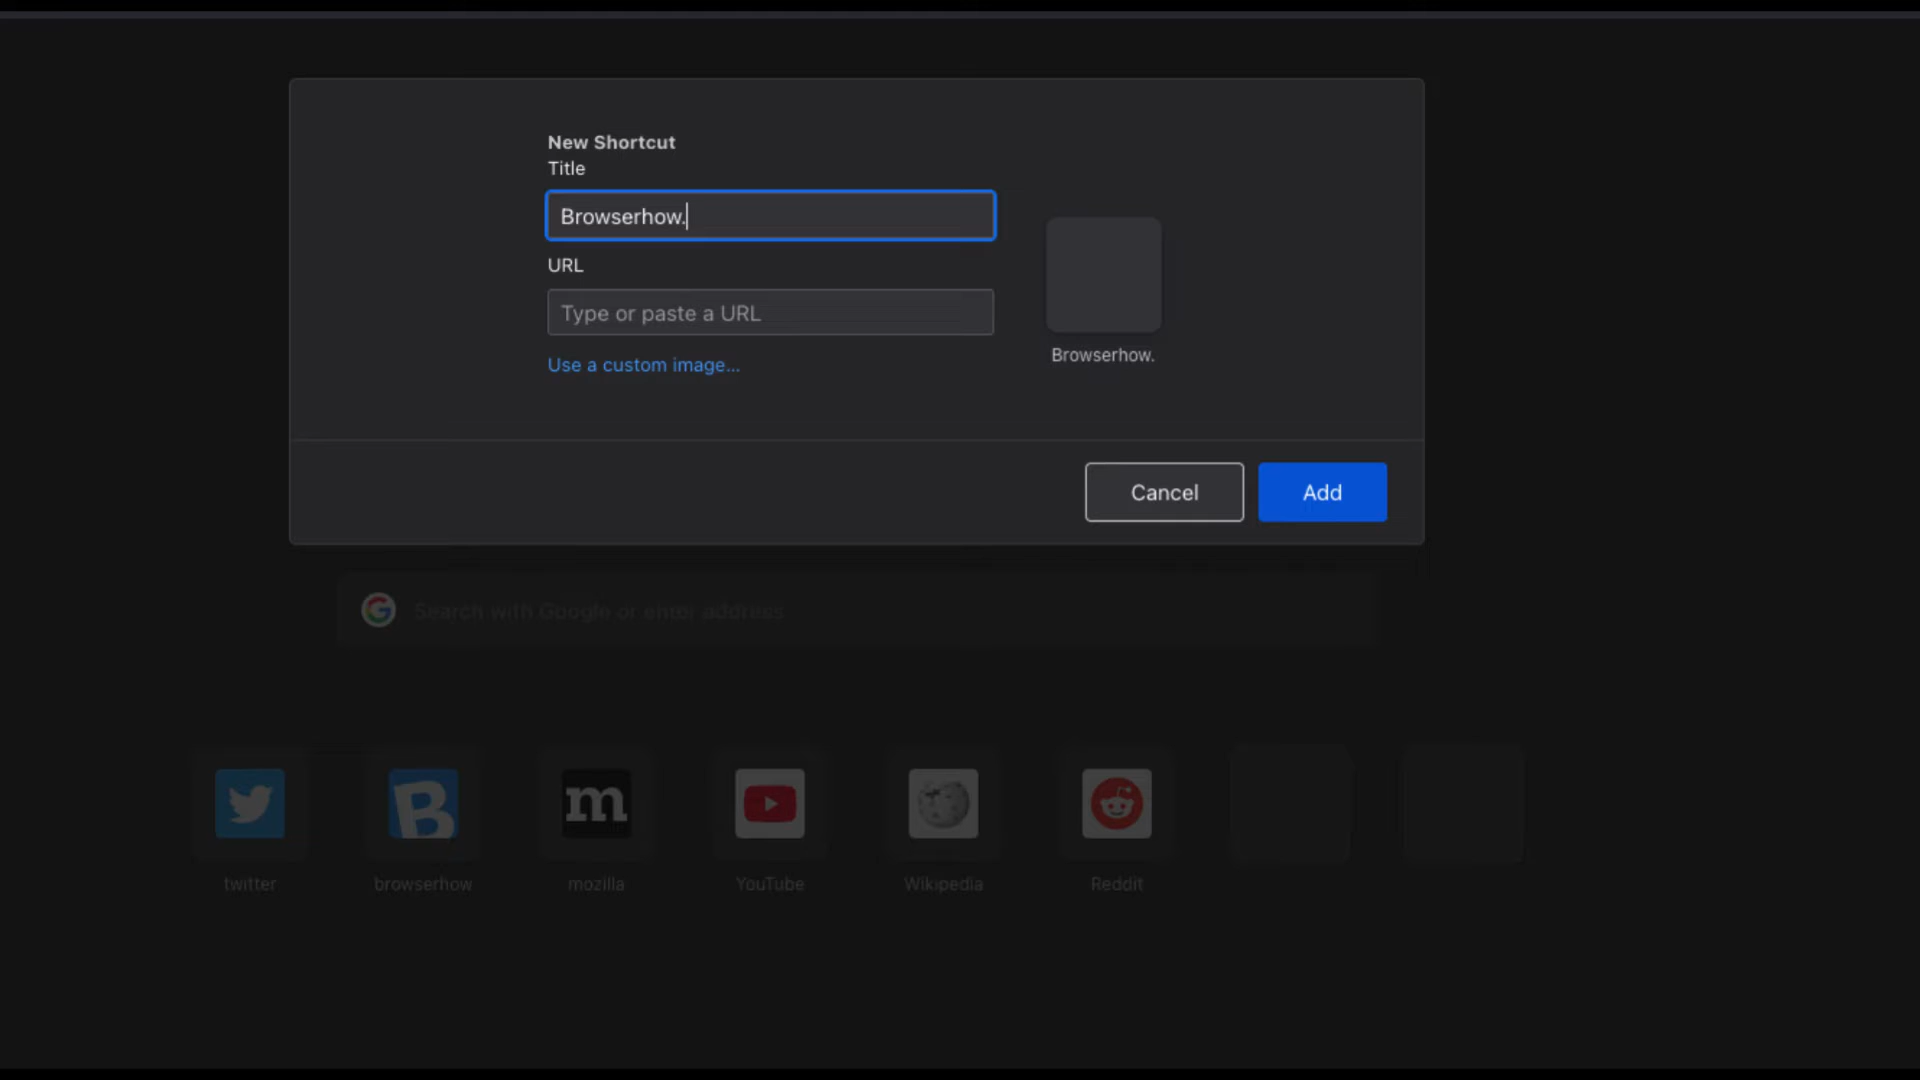 New Shortcut
Title
Browserhow.
URL
Type or paste a URL
Browserhow.
Use a custom image...
Cancel
Add
Search with Google or enter address
B
m
twitter
browserhow
mozilla
YouTube
Wikipedia
Reddit